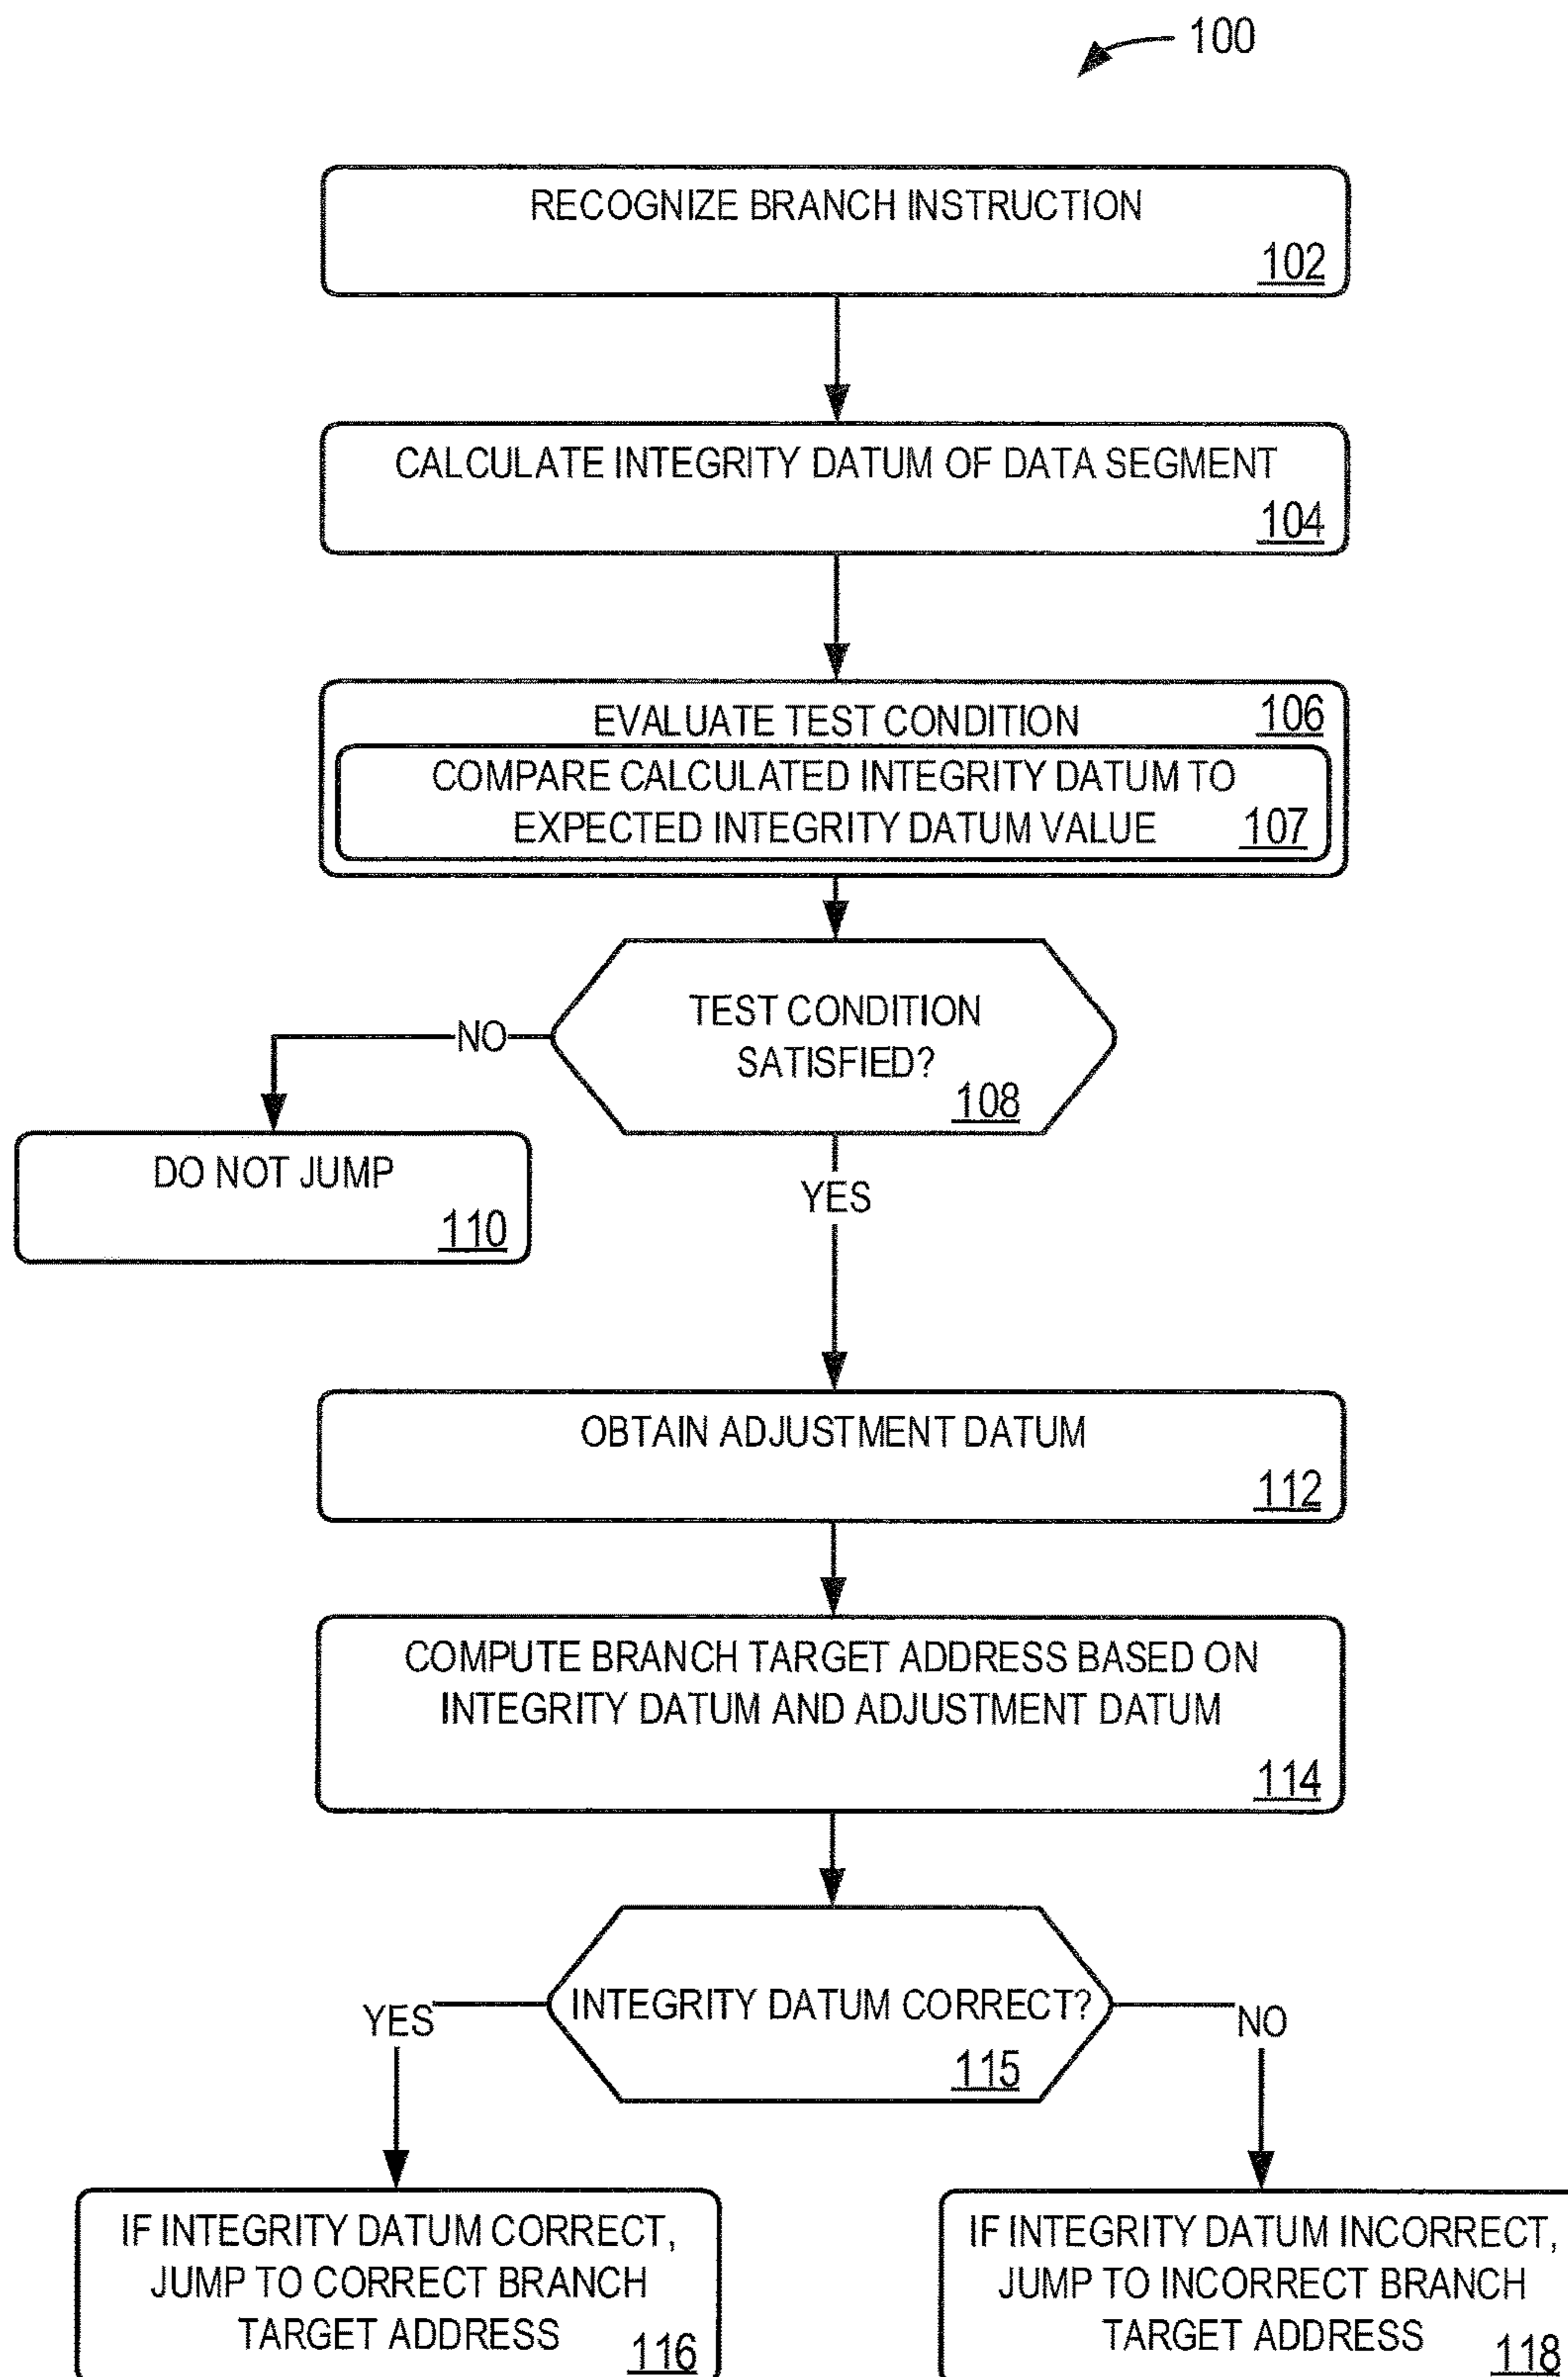 100
RECOGNIZE BRANCH INSTRUCTION
102
CALCULATE INTEGRITY DATUM OF DATA SEGMENT
104
EVALUATE TEST CONDITION
106
COMPARE CALCULATED INTEGRITY DATUM TO
EXPECTED INTEGRITY DATUM VALUE
107
TEST CONDITION
SATISFIED?
108
NO
DO NOT JUMP
110
YES
OBTAIN ADJUSTMENT DATUM
112
COMPUTE BRANCH TARGET ADDRESS BASED ON
INTEGRITY DATUM AND ADJUSTMENT DATUM
114
INTEGRITY DATUM CORRECT?
115
YES
NO
IF INTEGRITY DATUM CORRECT,
JUMP TO CORRECT BRANCH
TARGET ADDRESS
116
IF INTEGRITY DATUM INCORRECT,
JUMP TO INCORRECT BRANCH
TARGET ADDRESS
118